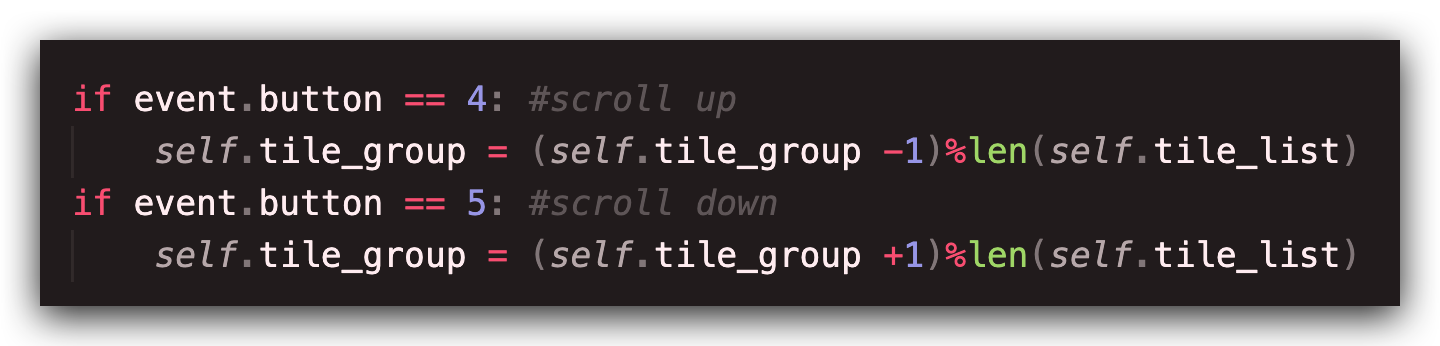 if event.button == 4: #scroll up
    self.tile_group = (self.tile_group -1)%len(self.tile_list)
if event.button == 5: #scroll down
    self.tile_group = (self.tile_group +1)%len(self.tile_list)